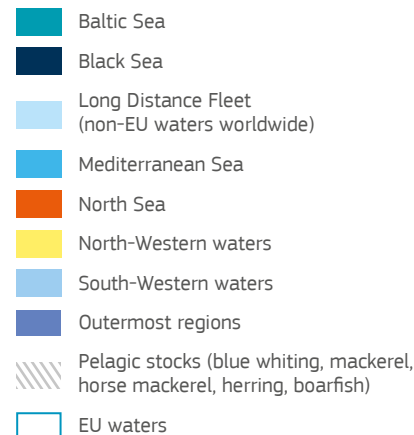 Baltic Sea
Black Sea
Long Distance Fleet
(non-EU waters worldwide)
Mediterranean Sea
North Sea
North-Western waters
South-Western waters
Outermost regions
Pelagic stocks (blue whiting, mackerel,
horse mackerel, herring, boarfish)
EU waters